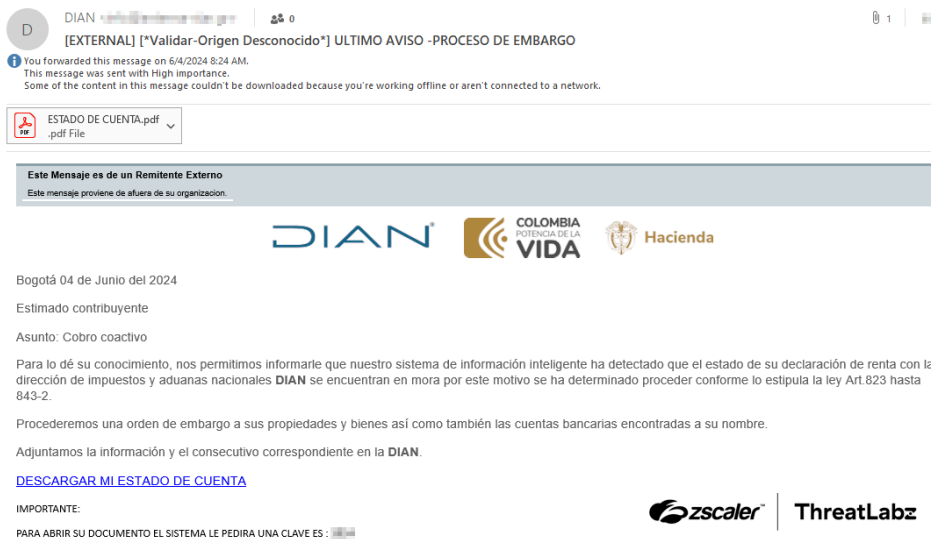 D
DIAN
0
1
[EXTERNAL] [*Validar-Origen Desconocido*] ULTIMO AVISO -PROCESO DE EMBARGO
You forwarded this message on 6/4/2024 8:24 AM.
This message was sent with High importance.
Some of the content in this message couldn't be downloaded because you're working offline or aren't connected to a network.
ESTADO DE CUENTA.pdf
PDF
.pdf File
Este Mensaje es de un Remitente Externo
Este mensaje proviene de afuera de su organizacion.
DIAN
COLOMBIA
POTENCIA DE LA
VIDA
Hacienda
Bogotá 04 de Junio del 2024
Estimado contribuyente
Asunto: Cobro coactivo
Para lo dé su conocimiento, nos permitimos informarle que nuestro sistema de información inteligente ha detectado que el estado de su declaración de renta con la
dirección de impuestos y aduanas nacionales DIAN se encuentran en mora por este motivo se ha determinado proceder conforme lo estipula la ley Art.823 hasta
843-2.
Procederemos una orden de embargo a sus propiedades y bienes así como también las cuentas bancarias encontradas a su nombre.
Adjuntamos la información y el consecutivo correspondiente en la DIAN.
DESCARGAR MI ESTADO DE CUENTA
IMPORTANTE:
PARA ABRIR SU DOCUMENTO EL SISTEMA LE PEDIRA UNA CLAVE ES :
zscaler™ ThreatLabz